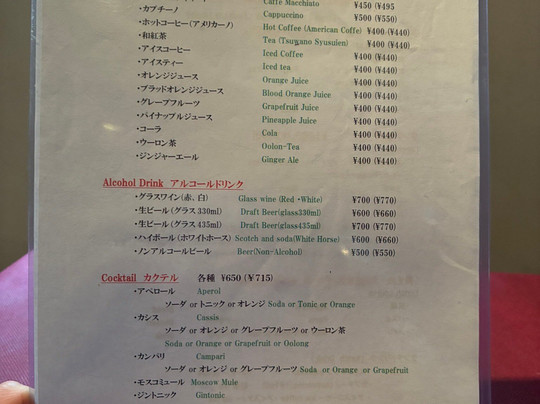 Caffe Macchiato ¥450 (¥495
・カプチーノ Cappuccino ¥500 (¥550)
・ホットコーヒー(アメリカーノ) Hot Coffee (American Coffe) ¥400 (¥440)
・和紅茶 Tea (Tsuwano Syusuien) ¥400 (¥440)
・アイスコーヒー Iced Coffee ¥400 (¥440)
・アイスティー Iced tea ¥400 (¥440)
・オレンジジュース Orange Juice ¥400 (¥440)
・ブラッドオレンジジュース Blood Orange Juice ¥400 (¥440)
・グレープフルーツ Grapefruit Juice ¥400 (¥440)
・パイナップルジュース Pineapple Juice ¥400 (¥440)
・コーラ Cola ¥400 (¥440)
・ウーロン茶 Oolon-Tea ¥400 (¥440)
・ジンジャーエール Ginger Ale ¥400 (¥440)
Alcohol Drink アルコールドリンク
・グラスワイン(赤、白) Glass wine (Red・White) ¥700 (¥770)
・生ビール(グラス330ml) Draft Beer(glass330ml) ¥600 (¥660)
・生ビール(グラス435ml) Draft Beer(glass435ml) ¥700 (¥770)
・ハイボール(ホワイトホース) Scotch and soda(White Horse) ¥600 (¥660)
・ノンアルコールビール Beer(Non-Alcohol) ¥500 (¥550)
Cocktail カクテル 各種 ¥650 (¥715)
・アペロール Aperol
ソーダ or トニック or オレンジ Soda or Tonic or Orange
・カシス Cassis
ソーダ or オレンジ or グレープフルーツ or ウーロン茶
Soda or Orange or Grapefruit or Oolong
・カンパリ Campari
ソーダ or オレンジ or グレープフルーツ Soda or Orange or Grapefruit
・モスコミュール Moscow Mule
・ジントニック Gintonic